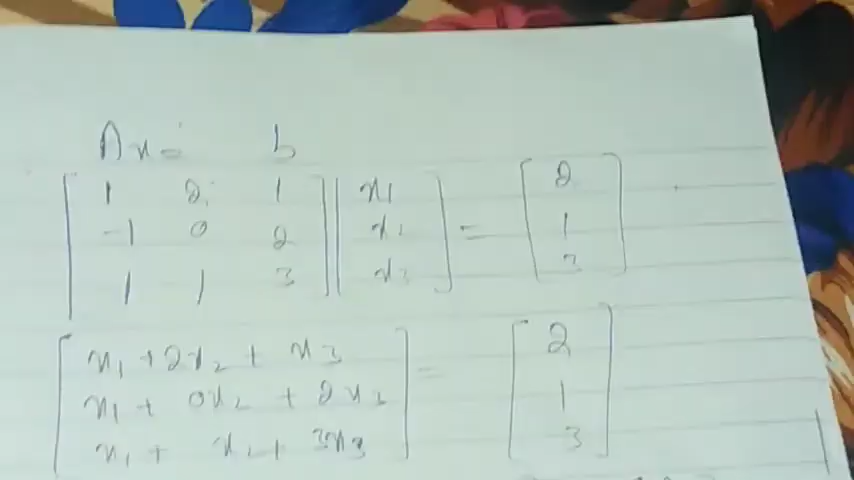 Ax = b
[ 1 2 1 ] [ x1 ] = [ 2 ]
[ -1 0 2 ] [ x2 ] [ 1 ]
[ 1 1 3 ] [ x3 ] [ 3 ]
[ x1 + 2x2 + x3 ] = [ 2 ]
[ x1 + 0x2 + 2x3 ] [ 1 ]
[ x1 + x2 + 3x3 ] [ 3 ]